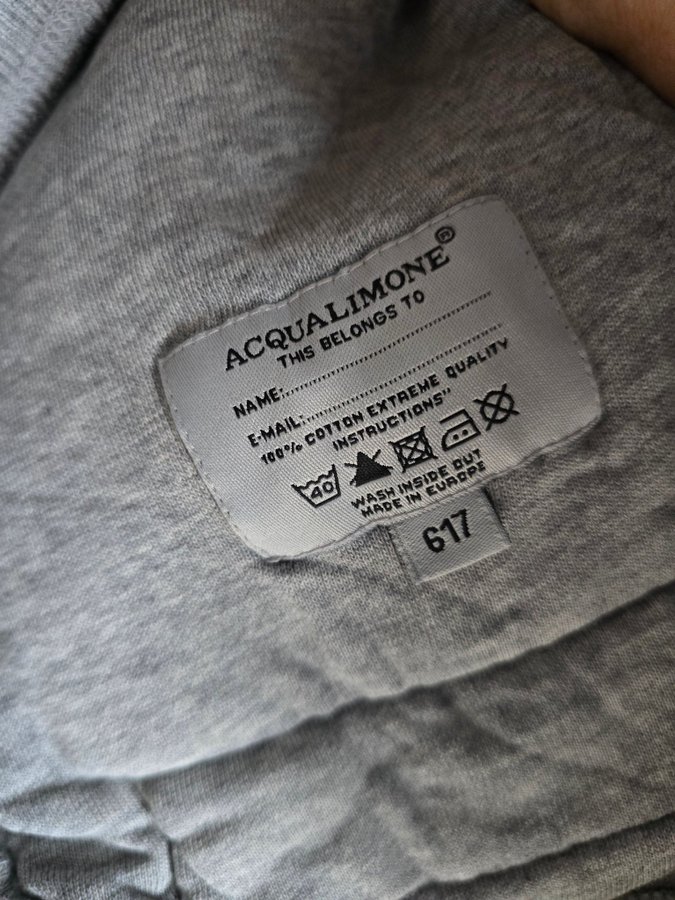 ACQUALIMONE®
THIS BELONGS TO
NAME:..............................
E-MAIL:..............................
100% COTTON EXTREME QUALITY
INSTRUCTIONS"
40
WASH INSIDE OUT
MADE IN EUROPE
617